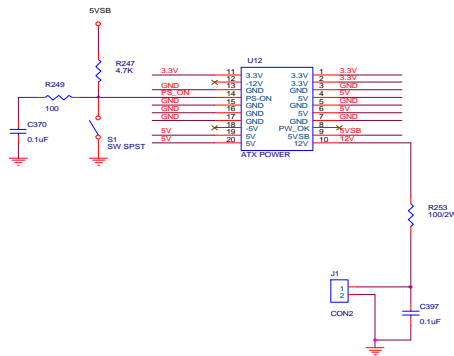 5VSB
R247
4.7K
R249
100
C370
0.1uF
S1
SW SPST
U12
3.3V 11 3.3V 3.3V 1 3.3V
12 -12V 3.3V 2 3.3V
GND 13 GND GND 3 GND
PS_ON 14 PS-ON 5V 4 5V
GND 15 GND GND 5 GND
GND 16 GND 5V 6 5V
GND 17 GND GND 7 GND
18 -5V PW_OK 8
5V 19 5V 5VSB 9 5VSB
5V 20 5V 12V 10 12V
ATX POWER
R253
100/2W
J1
1
2
CON2
C397
0.1uF